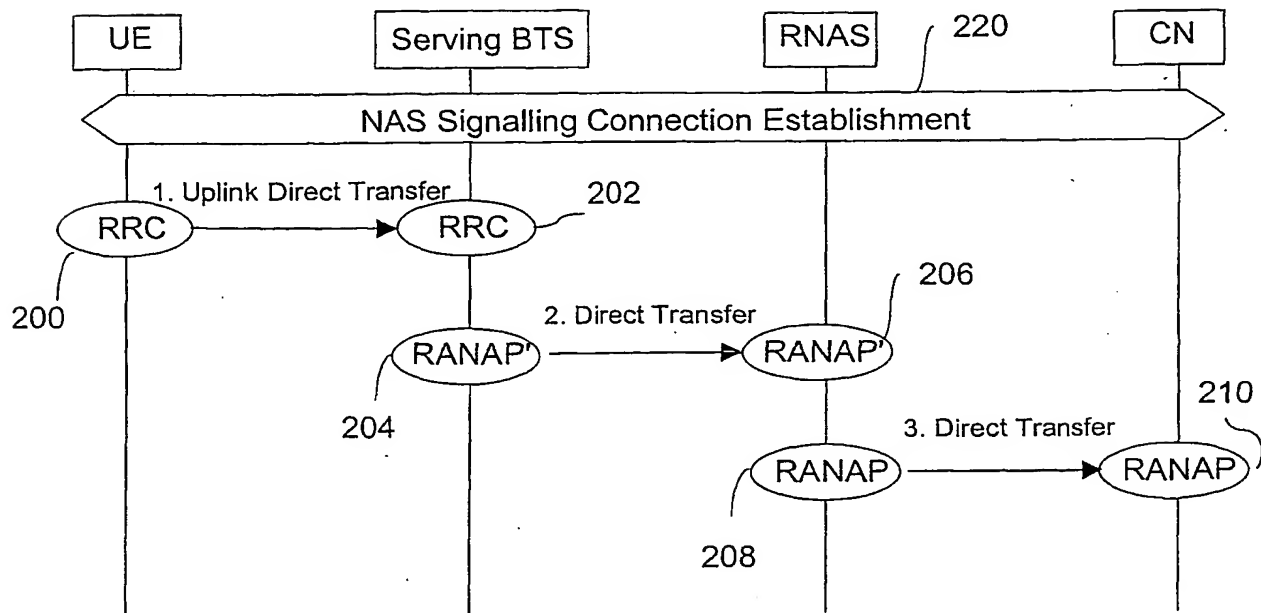 UE Serving BTS RNAS CN
220
NAS Signalling Connection Establishment
1. Uplink Direct Transfer
202
RRC RRC
200
206
2. Direct Transfer
RANAP' RANAP'
204
210
3. Direct Transfer
RANAP RANAP
208